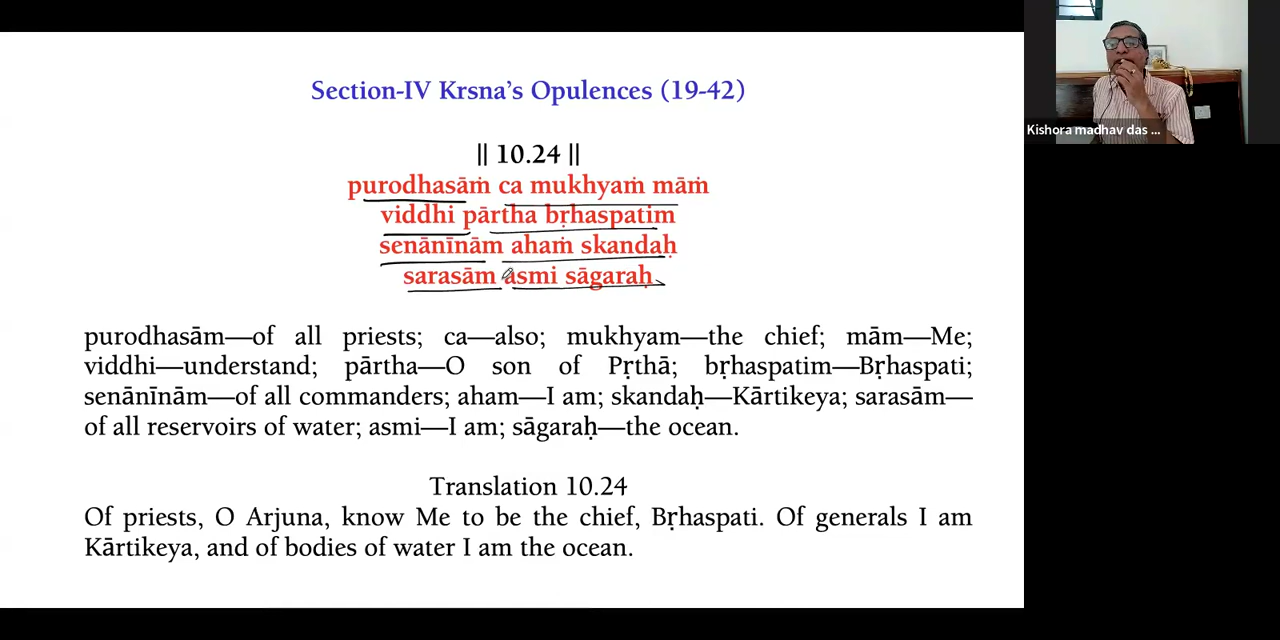 Section-IV Krsna's Opulences (19-42)
|| 10.24 ||
purodhasāṁ ca mukhyaṁ māṁ
viddhi pārtha bṛhaspatim
senānīnām ahaṁ skandaḥ
sarasām asmi sāgaraḥ
purodhasām—of all priests; ca—also; mukhyam—the chief; mām—Me;
viddhi—understand; pārtha—O son of Pṛthā; bṛhaspatim—Bṛhaspati;
senānīnām—of all commanders; aham—I am; skandaḥ—Kārtikeya; sarasām—
of all reservoirs of water; asmi—I am; sāgaraḥ—the ocean.
Translation 10.24
Of priests, O Arjuna, know Me to be the chief, Bṛhaspati. Of generals I am
Kārtikeya, and of bodies of water I am the ocean.
Kishora madhav das ...